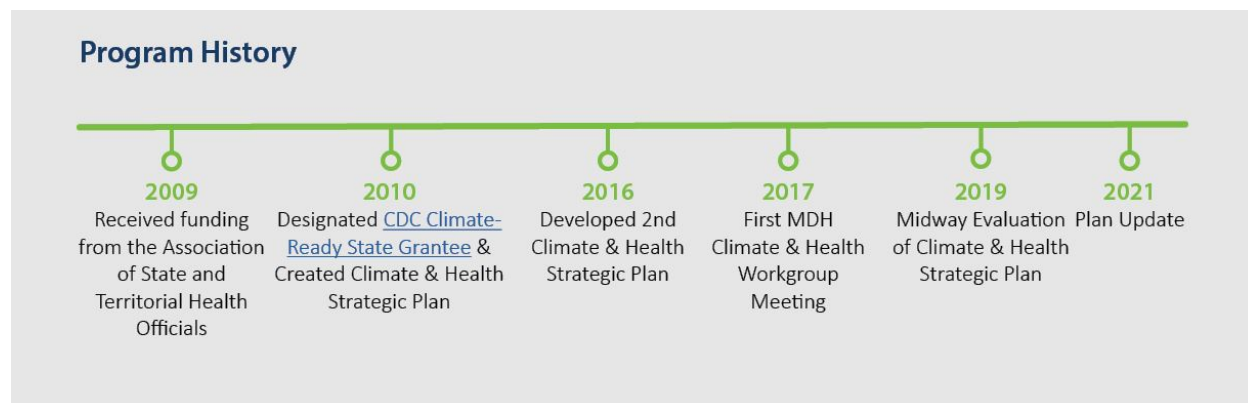 Program History
2009
Received funding
from the Association
of State and
Territorial Health
Officials
2010
Designated CDC Climate-
Ready State Grantee &
Created Climate & Health
Strategic Plan
2016
Developed 2nd
Climate & Health
Strategic Plan
2017
First MDH
Climate & Health
Workgroup
Meeting
2019
Midway Evaluation
of Climate & Health
Strategic Plan
2021
Plan Update